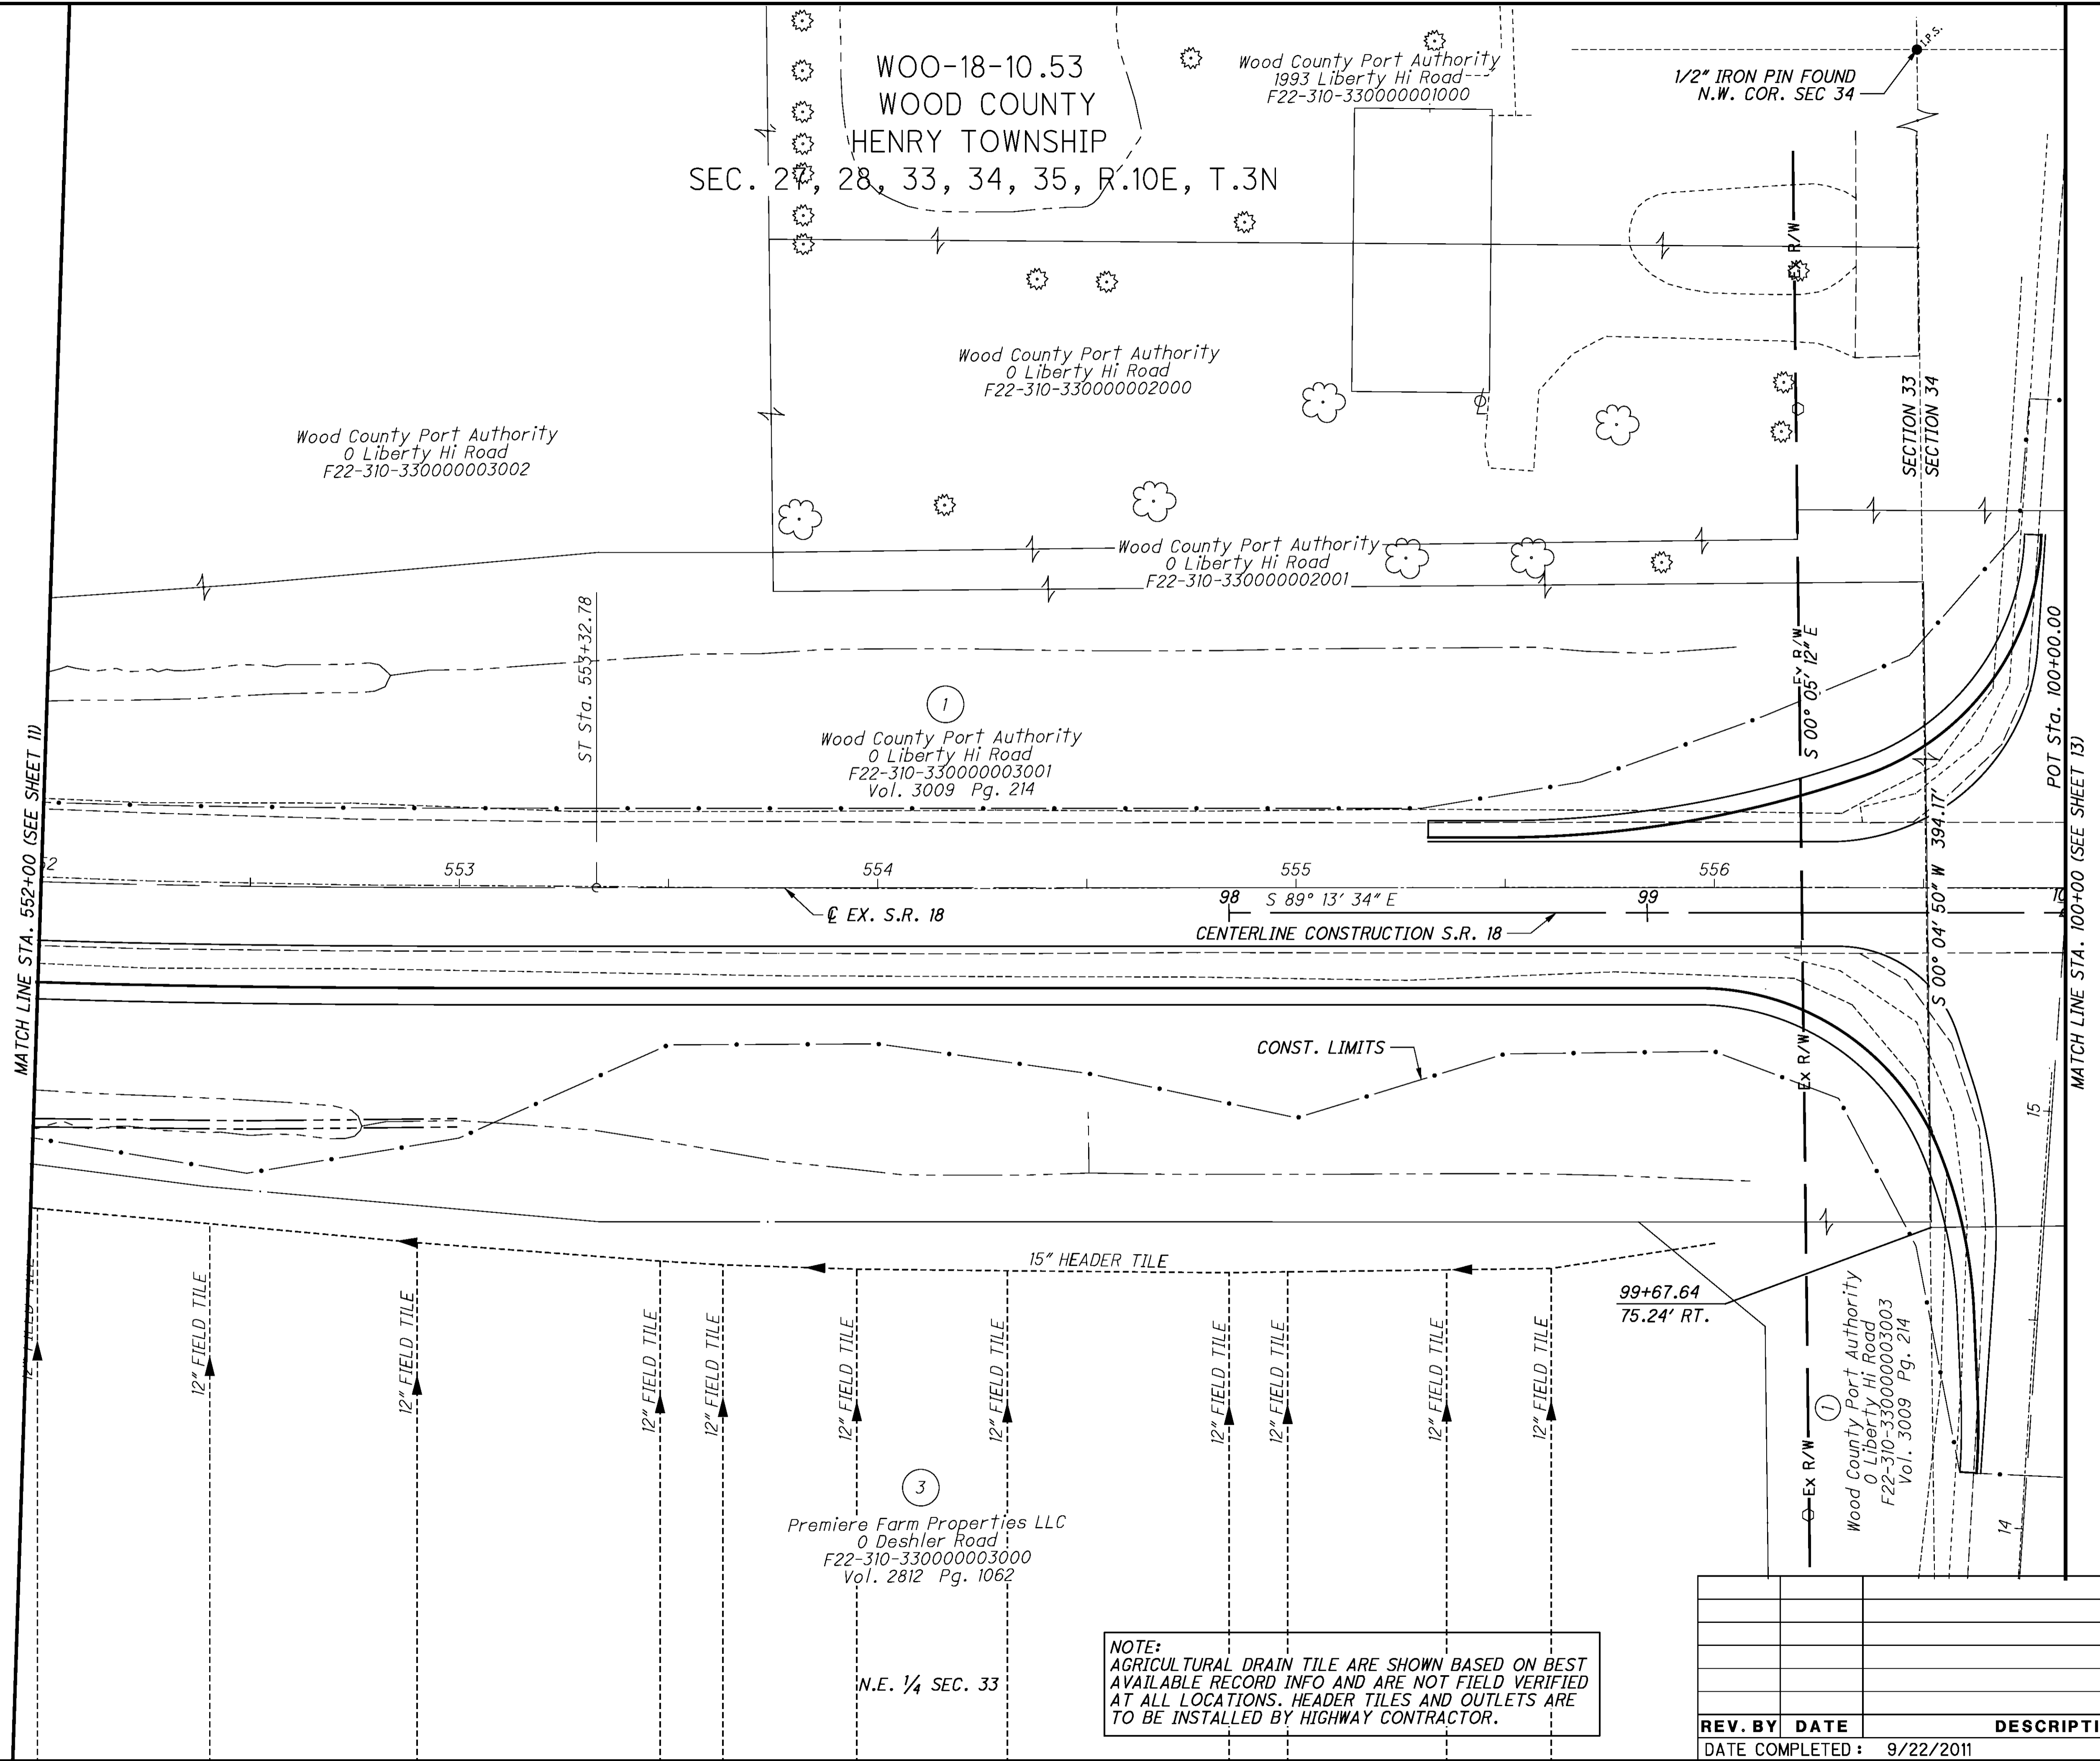 WOO-18-10.53
WOOD COUNTY
HENRY TOWNSHIP
SEC. 27, 28, 33, 34, 35, R.10E, T.3N
Wood County Port Authority
1993 Liberty Hi Road
F22-310-330000001000
I.P.S.
1/2" IRON PIN FOUND
N.W. COR. SEC 34
Ex R/W
Wood County Port Authority
0 Liberty Hi Road
F22-310-330000002000
SECTION 33
SECTION 34
Wood County Port Authority
0 Liberty Hi Road
F22-310-330000003002
Wood County Port Authority
0 Liberty Hi Road
F22-310-330000002001
ST Sta. 553+32.78
Ex R/W
S 00° 05' 12" E
POT Sta. 100+00.00
1
Wood County Port Authority
0 Liberty Hi Road
F22-310-330000003001
Vol. 3009 Pg. 214
MATCH LINE STA. 552+00 (SEE SHEET 11)
MATCH LINE STA. 100+00 (SEE SHEET 13)
S 00° 04' 50" W 394.17'
52
553
554
555
556
98
S 89° 13' 34" E
99
10
℄ EX. S.R. 18
CENTERLINE CONSTRUCTION S.R. 18
CONST. LIMITS
Ex R/W
15
15" HEADER TILE
99+67.64
75.24' RT.
12" FIELD TILE
12" FIELD TILE
12" FIELD TILE
12" FIELD TILE
12" FIELD TILE
12" FIELD TILE
12" FIELD TILE
12" FIELD TILE
12" FIELD TILE
12" FIELD TILE
12" FIELD TILE
1
Wood County Port Authority
0 Liberty Hi Road
F22-310-330000003003
Vol. 3009 Pg. 214
Ex R/W
14
3
Premiere Farm Properties LLC
0 Deshler Road
F22-310-330000003000
Vol. 2812 Pg. 1062
N.E. 1/4 SEC. 33
NOTE:
AGRICULTURAL DRAIN TILE ARE SHOWN BASED ON BEST
AVAILABLE RECORD INFO AND ARE NOT FIELD VERIFIED
AT ALL LOCATIONS. HEADER TILES AND OUTLETS ARE
TO BE INSTALLED BY HIGHWAY CONTRACTOR.
REV. BY DATE DESCRIPTI
DATE COMPLETED: 9/22/2011